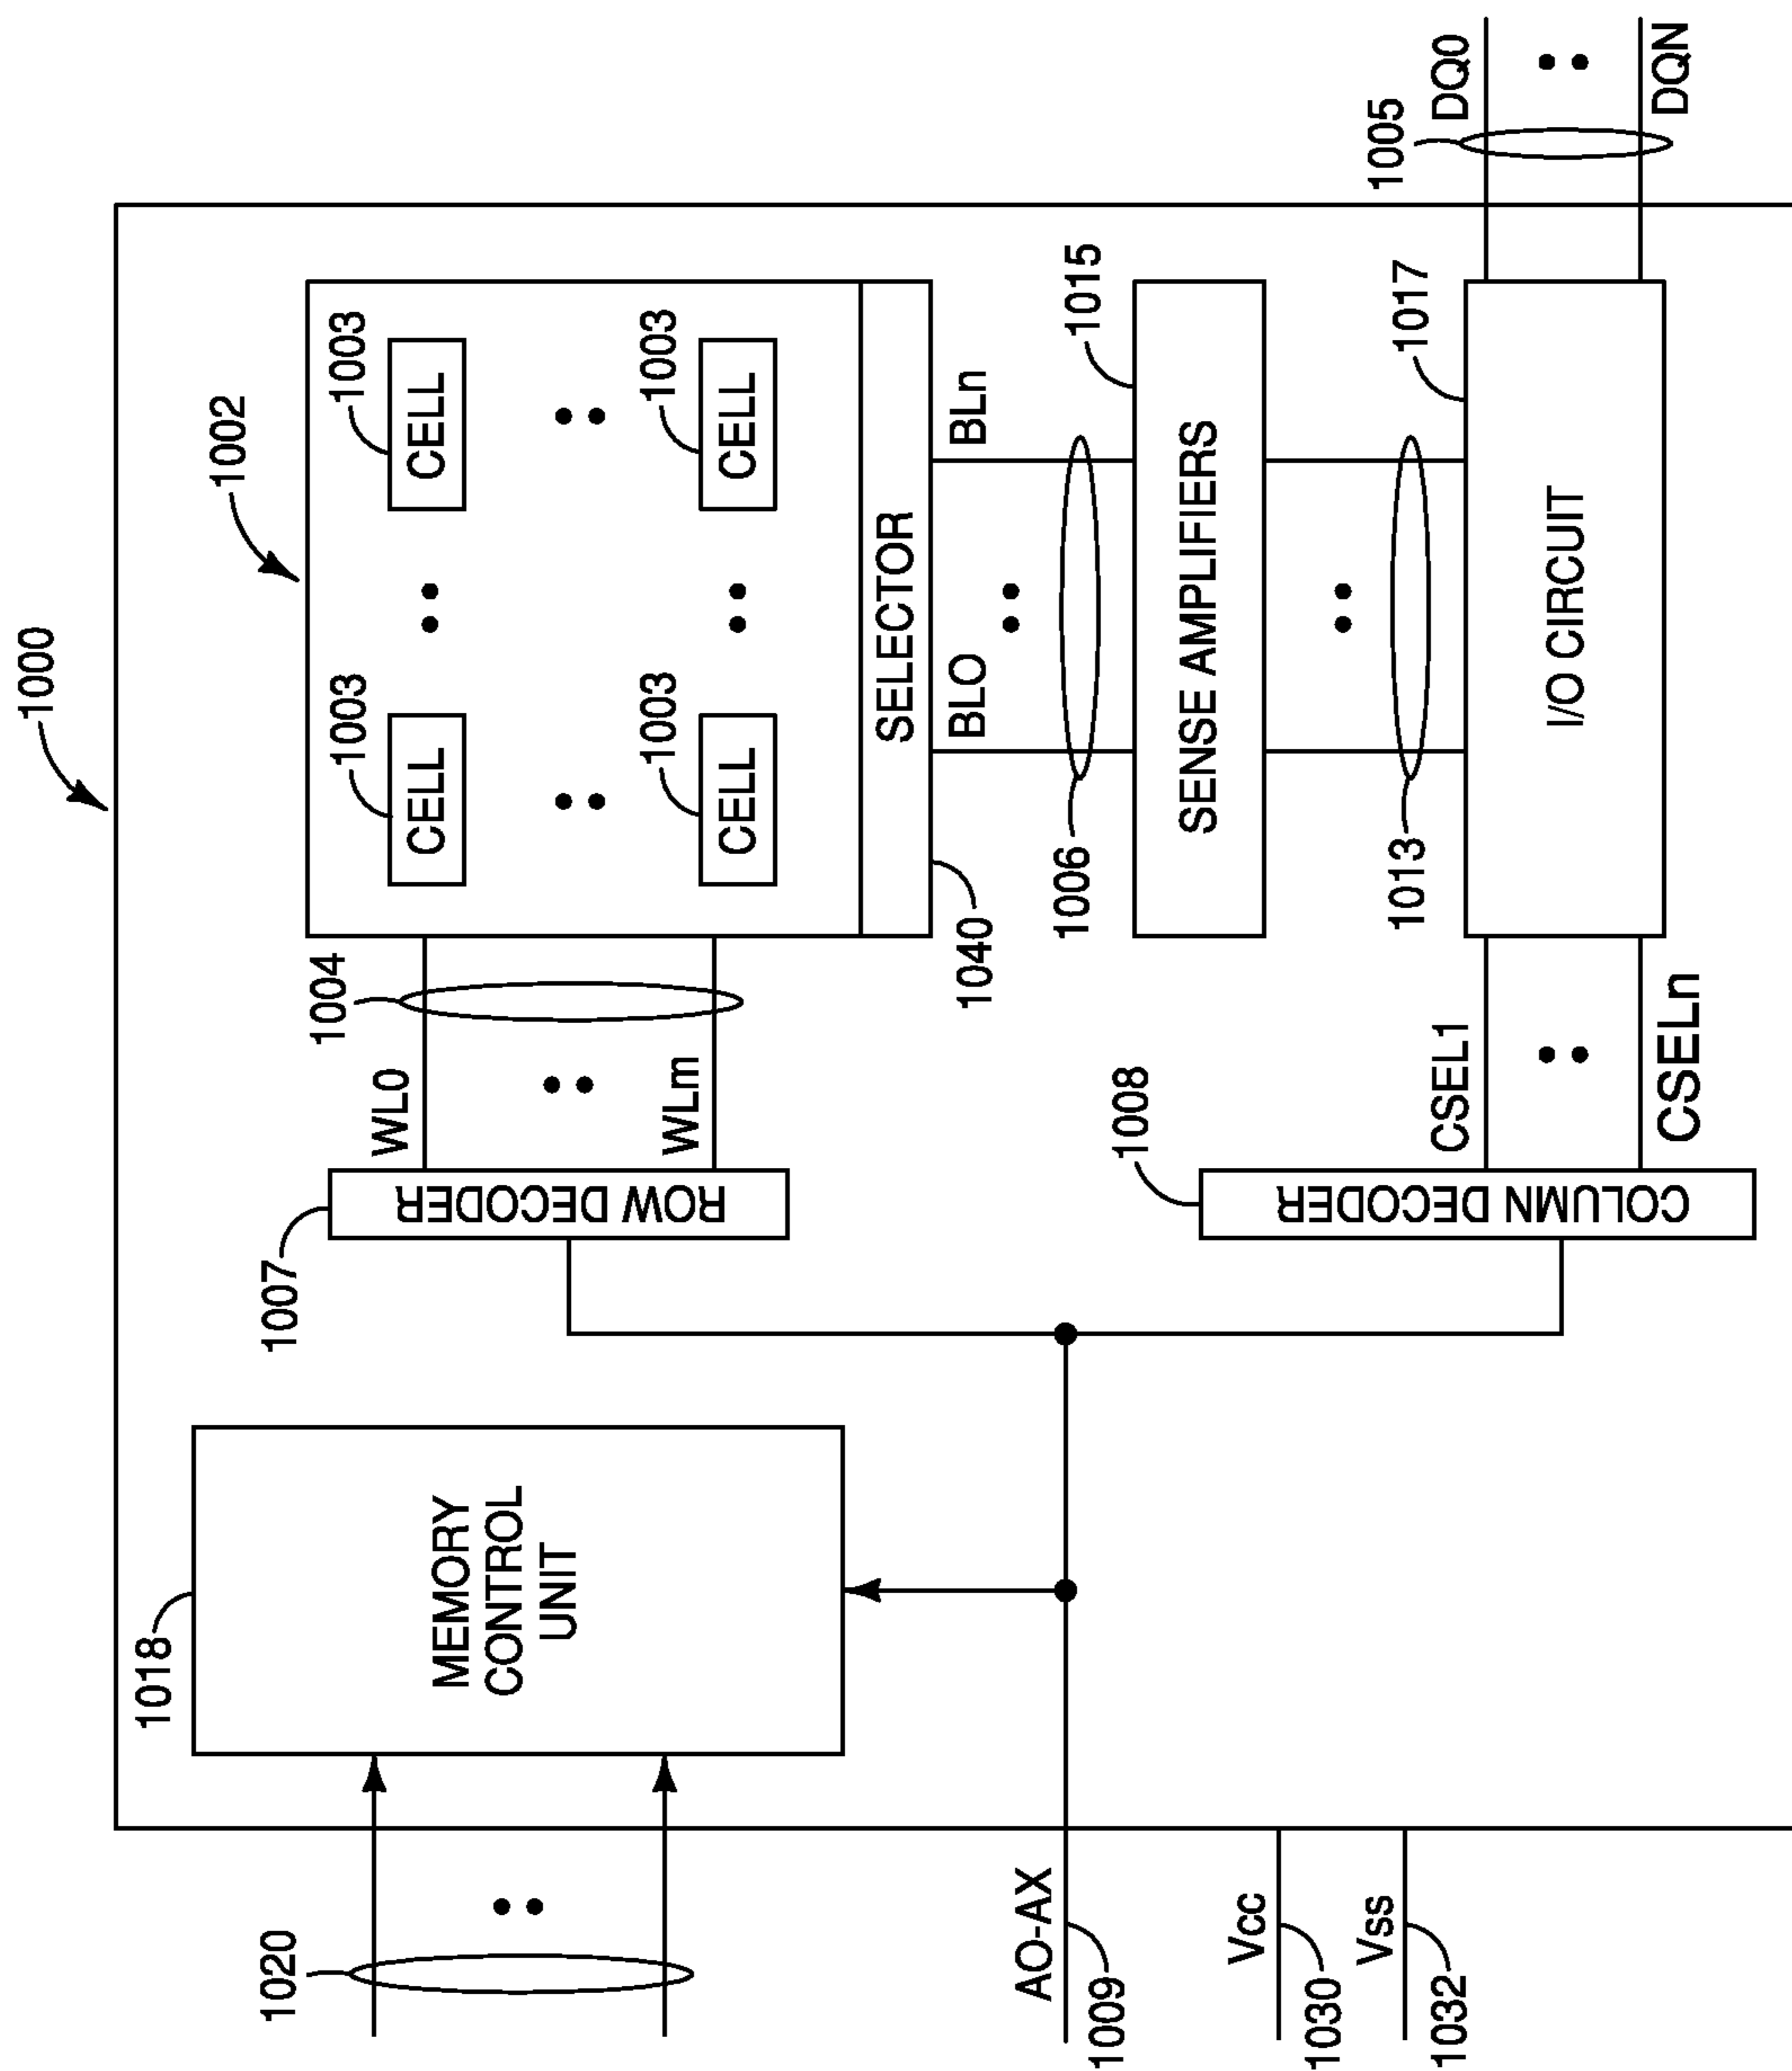 1000
1002
1003
CELL
1003
CELL
1003
CELL
1003
CELL
SELECTOR
1040
1004
WL0
WLm
ROW DECODER
1007
1018
MEMORY
CONTROL
UNIT
1020
BLO
BLn
1006
SENSE AMPLIFIERS
1015
1013
I/O CIRCUIT
1017
1005
DQ0
DQN
CSEL1
CSELn
1008
COLUMN DECODER
AO-AX
1009
Vcc
1030
Vss
1032